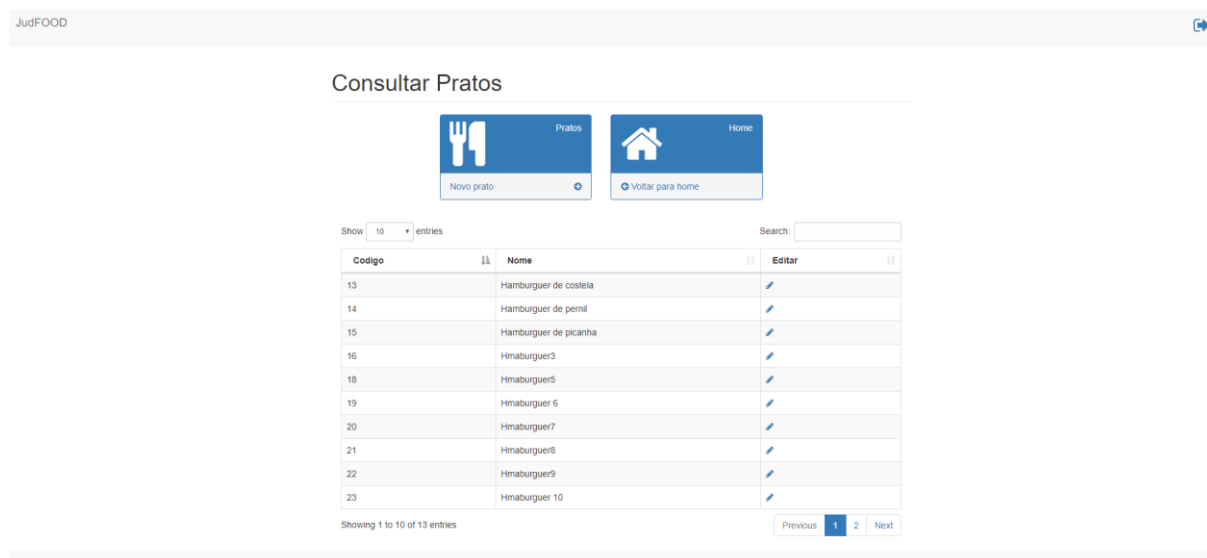 JudFOOD
Consultar Pratos
Pratos
Novo prato
Home
Voltar para home
Show 10 entries
Search:
Codigo Nome Editar
13 Hamburguer de costela
14 Hamburguer de pernil
15 Hamburguer de picanha
16 Hmaburguer3
18 Hmaburguer5
19 Hmaburguer 6
20 Hmaburguer7
21 Hmaburguer8
22 Hmaburguer9
23 Hmaburguer 10
Showing 1 to 10 of 13 entries
Previous 1 2 Next